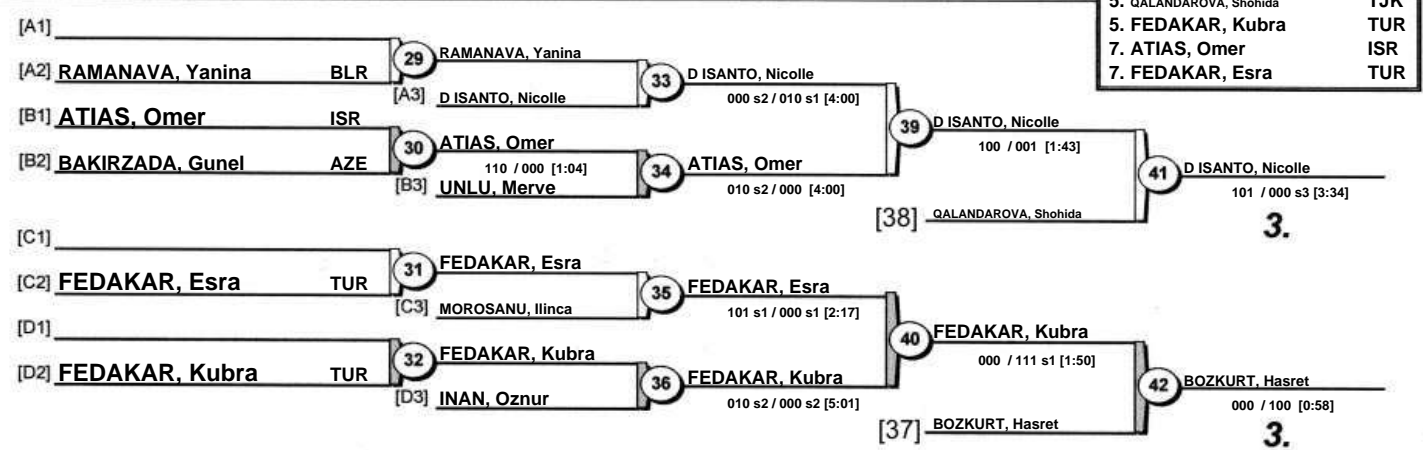 5. QALANDAROVA, Shohida TJK
5. FEDAKAR, Kubra TUR
7. ATIAS, Omer ISR
7. FEDAKAR, Esra TUR
[A1]
29
RAMANAVA, Yanina
[A2] RAMANAVA, Yanina BLR
33
D ISANTO, Nicolle
[A3] D ISANTO, Nicolle
000 s2 / 010 s1 [4:00]
[B1] ATIAS, Omer ISR
39
D ISANTO, Nicolle
30
ATIAS, Omer
100 / 001 [1:43]
[B2] BAKIRZADA, Gunel AZE
110 / 000 [1:04]
34
ATIAS, Omer
41
D ISANTO, Nicolle
[B3] UNLU, Merve
010 s2 / 000 [4:00]
101 / 000 s3 [3:34]
[38] QALANDAROVA, Shohida
3.
[C1]
31
FEDAKAR, Esra
[C2] FEDAKAR, Esra TUR
35
FEDAKAR, Esra
[C3] MOROSANU, Ilinca
101 s1 / 000 s1 [2:17]
[D1]
40
FEDAKAR, Kubra
32
FEDAKAR, Kubra
000 / 111 s1 [1:50]
[D2] FEDAKAR, Kubra TUR
36
FEDAKAR, Kubra
42
BOZKURT, Hasret
[D3] INAN, Oznur
010 s2 / 000 s2 [5:01]
000 / 100 [0:58]
[37] BOZKURT, Hasret
3.